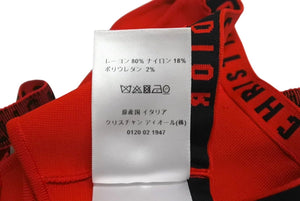 レーヨン 80% ナイロン 18%
ポリウレタン 2%
原産国 イタリア
クリスチャン ディオール(株)
0120 02 1947
DIOR
CHRIST